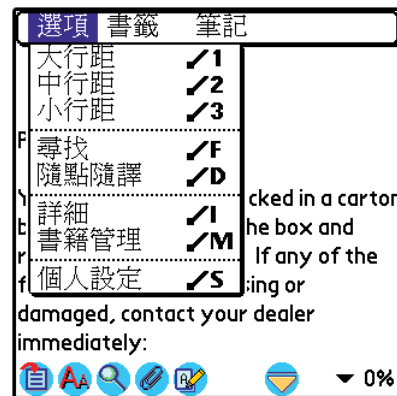 選項 書籤 筆記
大行距 ✓1
中行距 ✓2
小行距 ✓3
尋找 ✓F
隨點隨譯 ✓D
詳細 ✓I
書籍管理 ✓M
個人設定 ✓S
cked in a carton
he box and
If any of the
ing or
damaged, contact your dealer
immediately:
0%